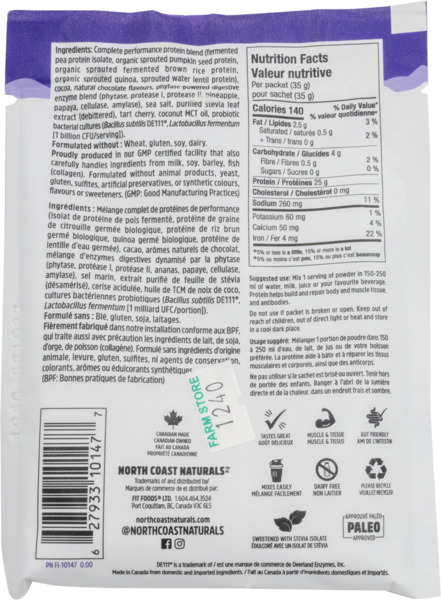 Ingredients: Complete performance protein blend (fermented
pea protein isolate, organic sprouted pumpkin seed protein,
organic sprouted fermented brown rice protein,
organic sprouted quinoa, sprouted water lentil protein),
cocoa, natural chocolate flavours, phytase-powered digestive
enzyme blend (phytase, protease I, protease II, pineapple,
papaya, cellulase, amylase), sea salt, purified stevia leaf
extract (debittered), tart cherry, coconut MCT oil, probiotic
bacterial cultures (Bacillus subtilis DE111®, Lactobacillus fermentum
[1 billion CFU/serving]).
Formulated without: Wheat, gluten, soy, dairy.
Proudly produced in our GMP certified facility that also
carefully handles ingredients from milk, soy, barley, fish
(collagen). Formulated without animal products, yeast,
gluten, sulfites, artificial preservatives, or synthetic colours,
flavours or sweeteners. (GMP: Good Manufacturing Practices)
Ingrédients : Mélange complet de protéines de performance
(isolat de protéine de pois fermenté, protéine de graine
de citrouille germée biologique, protéine de riz brun
germé biologique, quinoa germé biologique, protéine de
lentille d'eau germée), cacao, arômes naturels de chocolat,
mélange d'enzymes digestives dynamisé par la phytase
(phytase, protéase I, protéase II, ananas, papaye, cellulase,
amylase), sel marin, extrait purifié de feuille de stévia
(désamérisé), cerise acidulée, huile de TCM de noix de coco,
cultures bactériennes probiotiques (Bacillus subtilis DE111®,
Lactobacillus fermentum [1 milliard UFC/portion]).
Formulé sans : Blé, gluten, soja, laitages.
Fièrement fabriqué dans notre installation conforme aux BPF,
qui traite aussi avec précaution les ingrédients de lait, de soja,
d'orge, de poisson (collagène). Formulé sans ingrédients d'origine
animale, levure, gluten, sulfites, ni agents de conservation,
colorants, arômes ou édulcorants synthétiques
(BPF: Bonnes pratiques de fabrication)
Nutrition Facts
Valeur nutritive
Per packet (35 g)
pour sachet (35 g)
Calories 140 % Daily Value*
% valeur quotidienne*
Fat / Lipides 2.5 g 3 %
Saturated / saturés 0.5 g 2 %
+ Trans / trans 0 g
Carbohydrate / Glucides 4 g
Fibre / Fibres 0.5 g 2 %
Sugars / Sucres 0 g 0 %
Protein / Protéines 25 g
Cholesterol / Cholestérol 0 mg
Sodium 260 mg 11 %
Potassium 60 mg 1 %
Calcium 50 mg 4 %
Iron / Fer 4 mg 22 %
*5% or less is a little, 15% or more is a lot
*5% ou moins c'est peu, 15% ou plus c'est beaucoup
Suggested use: Mix 1 serving of powder in 150-250
ml of water, milk, juice or your favourite beverage.
Protein helps build and repair body and muscle tissue,
and antibodies.
Do not use if packet is broken or open. Keep out of
reach of children, out of direct light or heat and store
in a cool dark place.
Usage suggéré: Mélanger 1 portion de poudre dans 150
à 250 ml d'eau, de lait, de jus ou de votre boisson
préférée. La protéine aide à bâtir et à réparer les tissus
musculaires et corporels, ainsi que des anticorps.
Ne pas utiliser si le sachet est brisé ou ouvert. Tenir hors
de portée des enfants. Ranger à l'abri de la lumière
directe et de la chaleur, dans un endroit frais et sombre.
FARM STORE
1240
CANADIAN MADE
CANADIAN OWNED
FAIT AU CANADA
PROPRIÉTÉ CANADIENNE
NORTH COAST NATURALS
Trademarks of and distributed by/
Marques de commerce de et distribué par:
FIT FOODS® LTD. 1.604.464.3524
Port Coquitlam, BC, Canada V3C 6L5
northcoastnaturals.com
@NORTHCOASTNATURALS
TASTES GREAT
GOÛT DÉLICIEUX
MUSCLE & TISSUE
MUSCLE & TISSUS
GUT FRIENDLY
AMI DE L'INTESTIN
MIXES EASILY
MÉLANGE FACILEMENT
DAIRY FREE
NON LAITIER
PLEASE RECYCLE
VEUILLEZ RECYCLER
SWEETENED WITH STEVIA ISOLATE
ÉDULCORÉ AVEC UN ISOLAT DE STÉVIA
APPROUVÉ PALÉO
PALEO
APPROVED
6 27933 10147 7
PN FI-10147 0.00
DE111® is a trademark of / est une marque de commerce de Deerland Enzymes, Inc.
Made in Canada from domestic and imported ingredients. / Fait au Canada à partir d'ingrédients domestiques et importés.